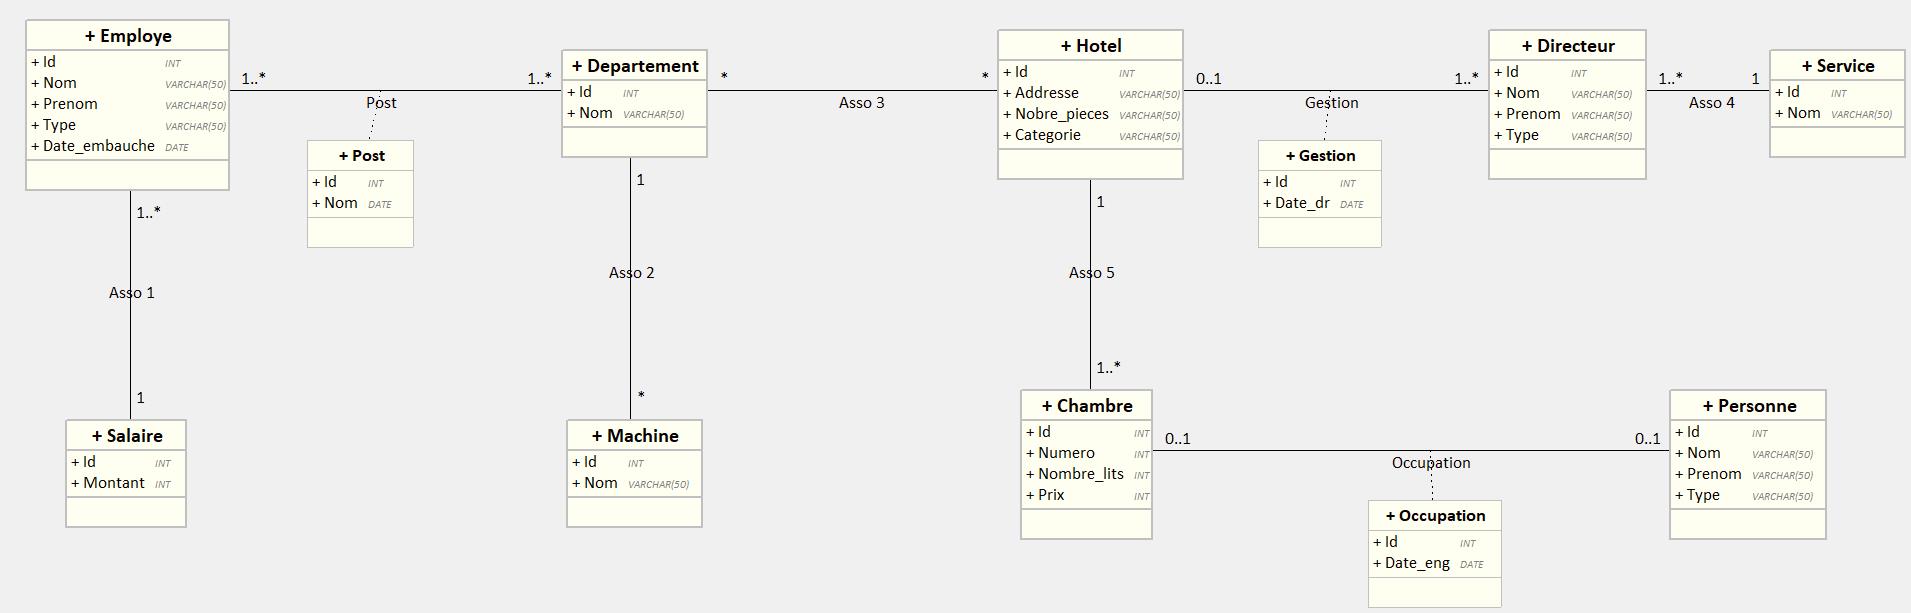 + Employe
+ Id INT
+ Nom VARCHAR(50)
+ Prenom VARCHAR(50)
+ Type VARCHAR(50)
+ Date_embauche DATE
1..*
1..*
Post
+ Post
+ Id INT
+ Nom DATE
+ Departement
+ Id INT
+ Nom VARCHAR(50)
*
*
Asso 3
+ Hotel
+ Id INT
+ Addresse VARCHAR(50)
+ Nobre_pieces VARCHAR(50)
+ Categorie VARCHAR(50)
0..1
1..*
Gestion
+ Gestion
+ Id INT
+ Date_dr DATE
+ Directeur
+ Id INT
+ Nom VARCHAR(50)
+ Prenom VARCHAR(50)
+ Type VARCHAR(50)
1..*
1
Asso 4
+ Service
+ Id INT
+ Nom VARCHAR(50)
1..*
Asso 1
1
+ Salaire
+ Id INT
+ Montant INT
1
Asso 2
*
+ Machine
+ Id INT
+ Nom VARCHAR(50)
1
Asso 5
1..*
+ Chambre
+ Id INT
+ Numero INT
+ Nombre_lits INT
+ Prix INT
0..1
0..1
Occupation
+ Occupation
+ Id INT
+ Date_eng DATE
+ Personne
+ Id INT
+ Nom VARCHAR(50)
+ Prenom VARCHAR(50)
+ Type VARCHAR(50)